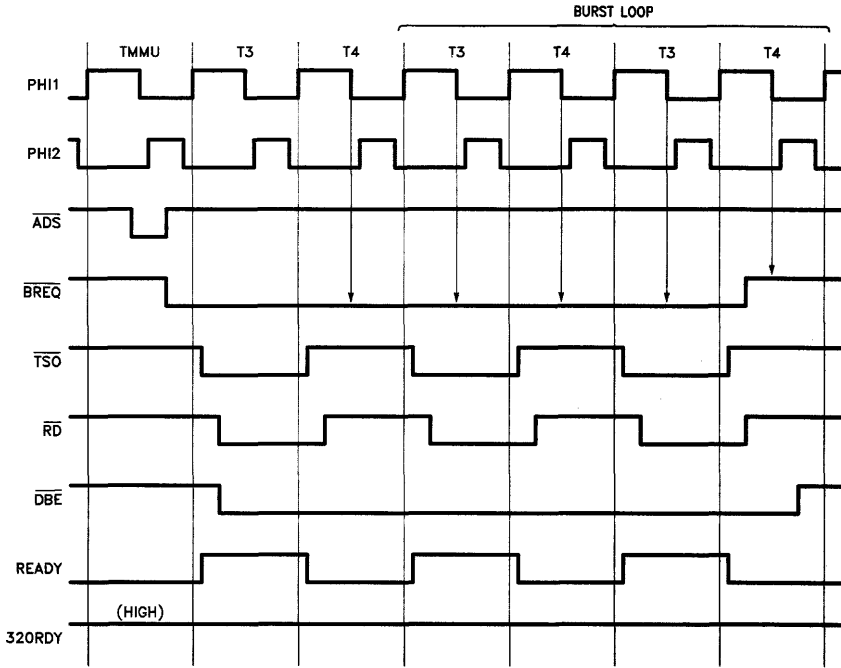 BURST LOOP
TMMU T3 T4 T3 T4 T3 T4
PHI1
PHI2
ADS
BREQ
TSO
RD
DBE
READY
(HIGH)
320RDY